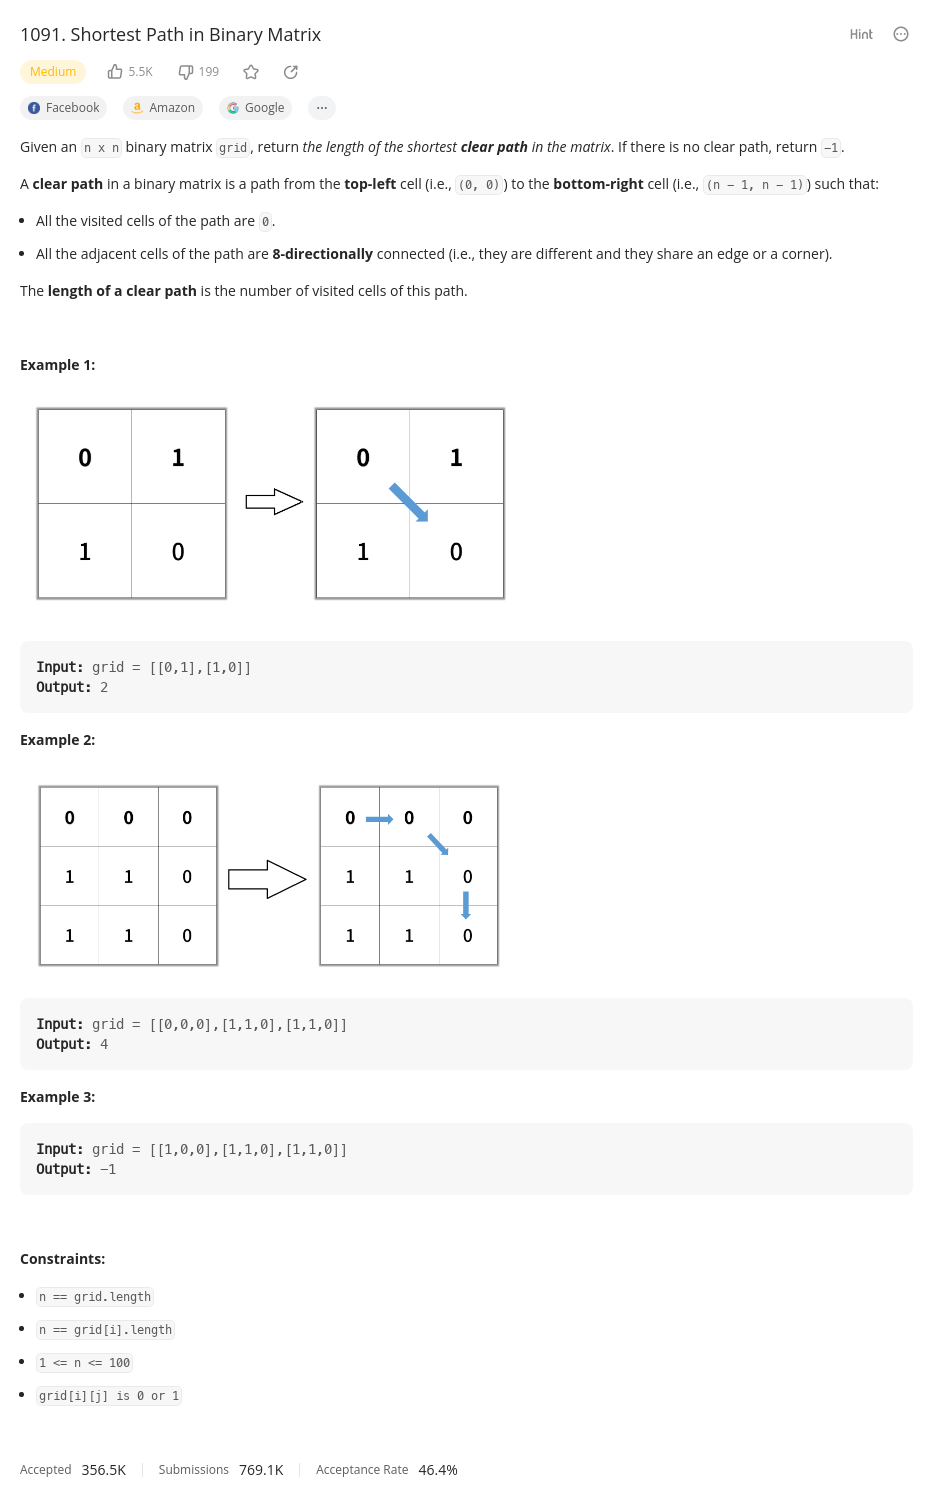 1091. Shortest Path in Binary Matrix
Hint
Medium 5.5K 199
Facebook Amazon Google ...
Given an n x n binary matrix grid, return the length of the shortest clear path in the matrix. If there is no clear path, return -1.
A clear path in a binary matrix is a path from the top-left cell (i.e., (0, 0)) to the bottom-right cell (i.e., (n - 1, n - 1)) such that:
• All the visited cells of the path are 0.
• All the adjacent cells of the path are 8-directionally connected (i.e., they are different and they share an edge or a corner).
The length of a clear path is the number of visited cells of this path.
Example 1:
0 1 0 1
1 0 1 0
Input: grid = [[0,1],[1,0]]
Output: 2
Example 2:
0 0 0 0 0 0
1 1 0 1 1 0
1 1 0 1 1 0
Input: grid = [[0,0,0],[1,1,0],[1,1,0]]
Output: 4
Example 3:
Input: grid = [[1,0,0],[1,1,0],[1,1,0]]
Output: -1
Constraints:
• n == grid.length
• n == grid[i].length
• 1 <= n <= 100
• grid[i][j] is 0 or 1
Accepted 356.5K Submissions 769.1K Acceptance Rate 46.4%